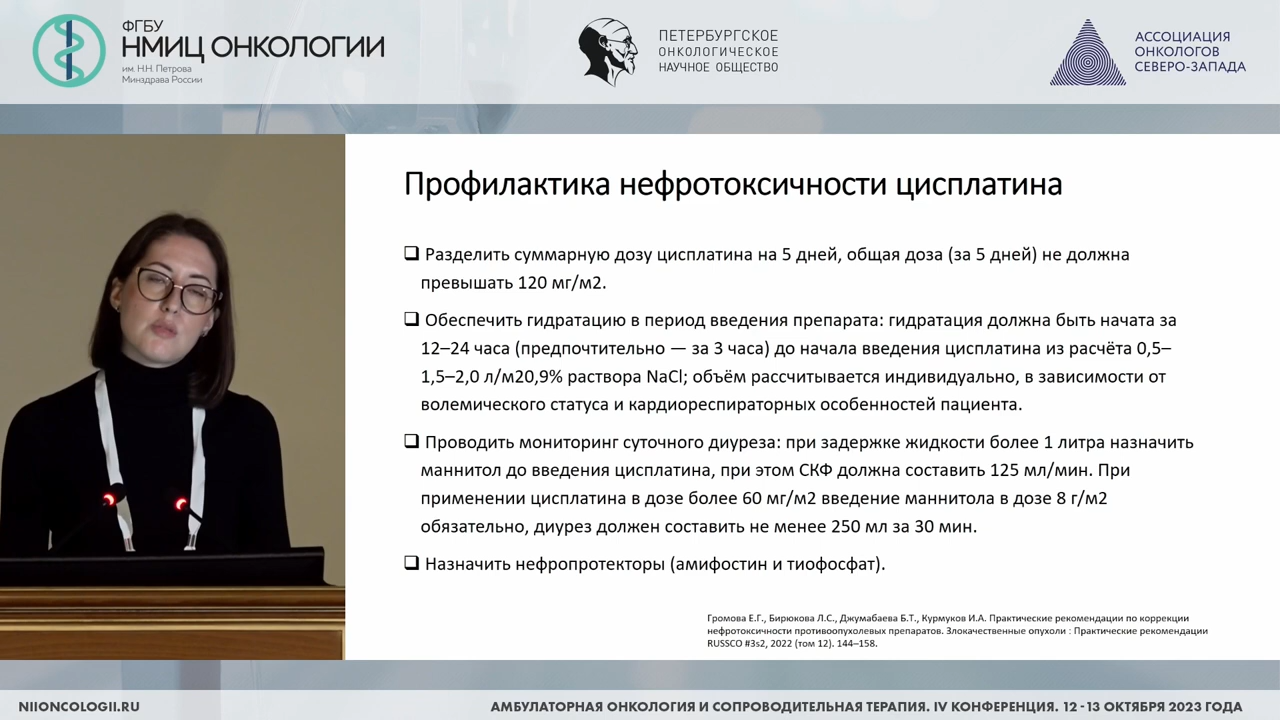 ФГБУ
НМИЦ ОНКОЛОГИИ
им. Н.Н. Петрова
Минздрава России
ПЕТЕРБУРГСКОЕ
ОНКОЛОГИЧЕСКОЕ
НАУЧНОЕ ОБЩЕСТВО
АССОЦИАЦИЯ
ОНКОЛОГОВ
СЕВЕРО-ЗАПАДА
Профилактика нефротоксичности цисплатина
❑ Разделить суммарную дозу цисплатина на 5 дней, общая доза (за 5 дней) не должна
превышать 120 мг/м2.
❑ Обеспечить гидратацию в период введения препарата: гидратация должна быть начата за
12–24 часа (предпочтительно — за 3 часа) до начала введения цисплатина из расчёта 0,5–
1,5–2,0 л/м20,9% раствора NaCl; объём рассчитывается индивидуально, в зависимости от
волемического статуса и кардиореспираторных особенностей пациента.
❑ Проводить мониторинг суточного диуреза: при задержке жидкости более 1 литра назначить
маннитол до введения цисплатина, при этом СКФ должна составить 125 мл/мин. При
применении цисплатина в дозе более 60 мг/м2 введение маннитола в дозе 8 г/м2
обязательно, диурез должен составить не менее 250 мл за 30 мин.
❑ Назначить нефропротекторы (амифостин и тиофосфат).
Громова Е.Г., Бирюкова Л.С., Джумабаева Б.Т., Курмуков И.А. Практические рекомендации по коррекции
нефротоксичности противоопухолевых препаратов. Злокачественные опухоли : Практические рекомендации
RUSSCO #3s2, 2022 (том 12). 144–158.
NIIONCOLOGII.RU
АМБУЛАТОРНАЯ ОНКОЛОГИЯ И СОПРОВОДИТЕЛЬНАЯ ТЕРАПИЯ. IV КОНФЕРЕНЦИЯ. 12 - 13 ОКТЯБРЯ 2023 ГОДА